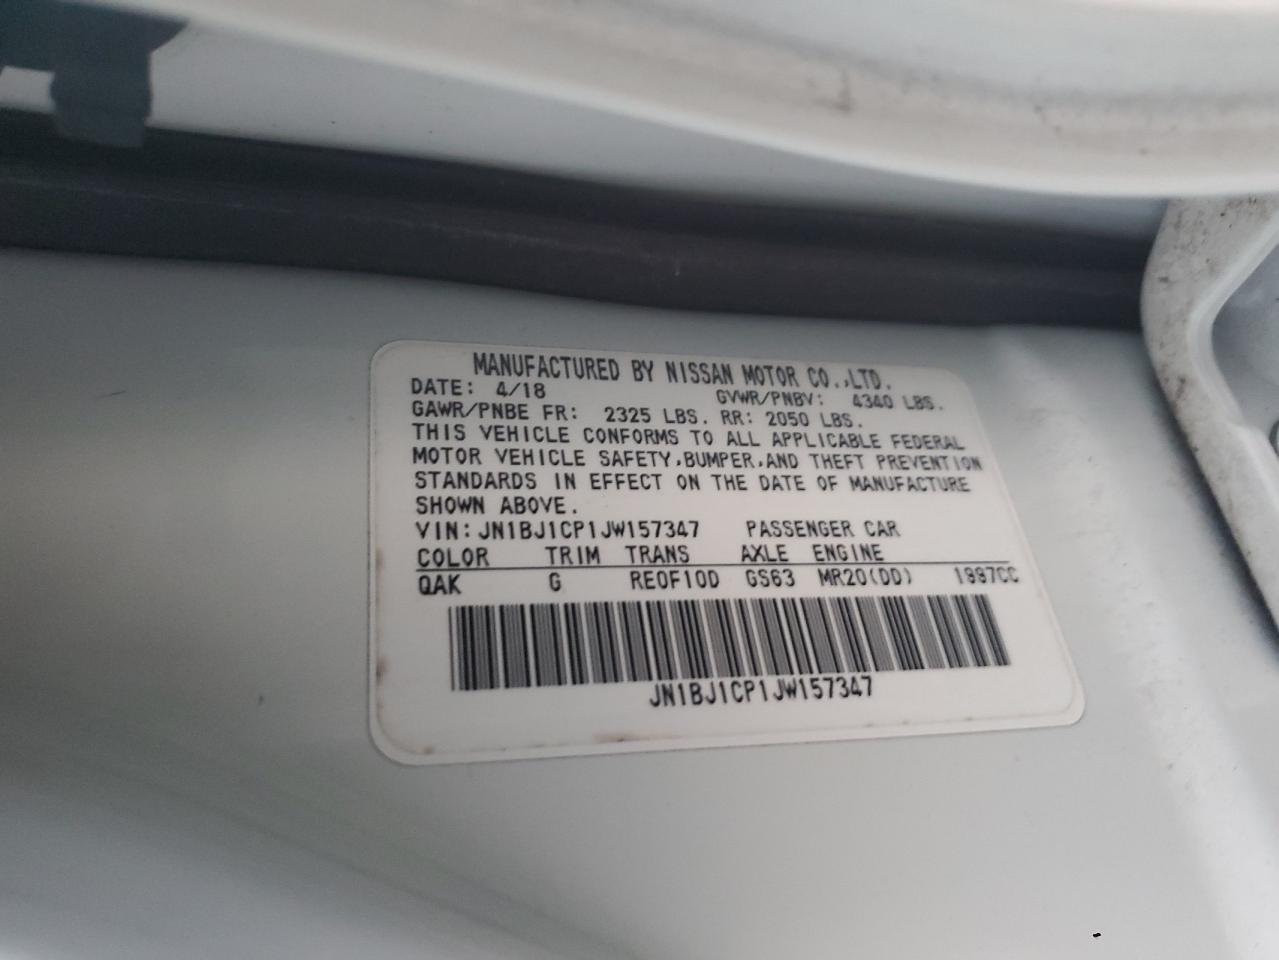 MANUFACTURED BY NISSAN MOTOR CO.,LTD.
DATE: 4/18 GVWR/PNBV: 4340 LBS.
GAWR/PNBE FR: 2325 LBS. RR: 2050 LBS.
THIS VEHICLE CONFORMS TO ALL APPLICABLE FEDERAL
MOTOR VEHICLE SAFETY,BUMPER,AND THEFT PREVENTION
STANDARDS IN EFFECT ON THE DATE OF MANUFACTURE
SHOWN ABOVE.
VIN:JN1BJ1CP1JW157347 PASSENGER CAR
COLOR TRIM TRANS AXLE ENGINE
QAK G RE0F10D GS63 MR20(DD) 1997CC
JN1BJ1CP1JW157347